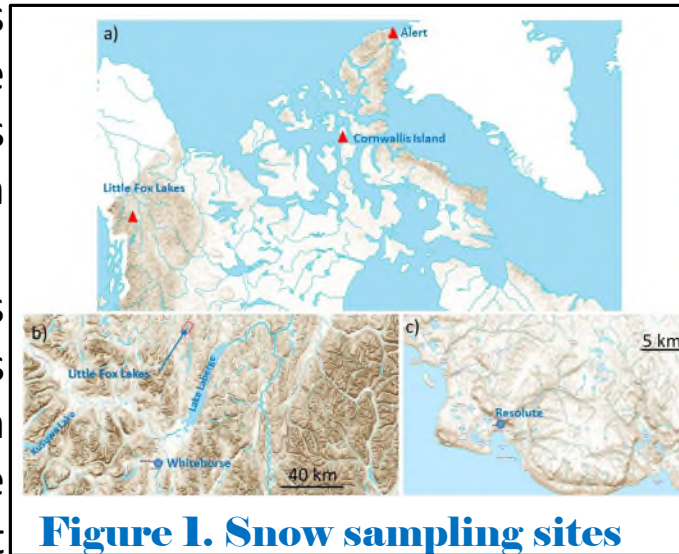 a)
Alert
Cornwallis Island
Little Fox Lakes
b)
Little Fox Lakes
Lake Laberge
Kusawa Lake
Whitehorse
40 km
c)
5 km
Resolute
Figure 1. Snow sampling sites